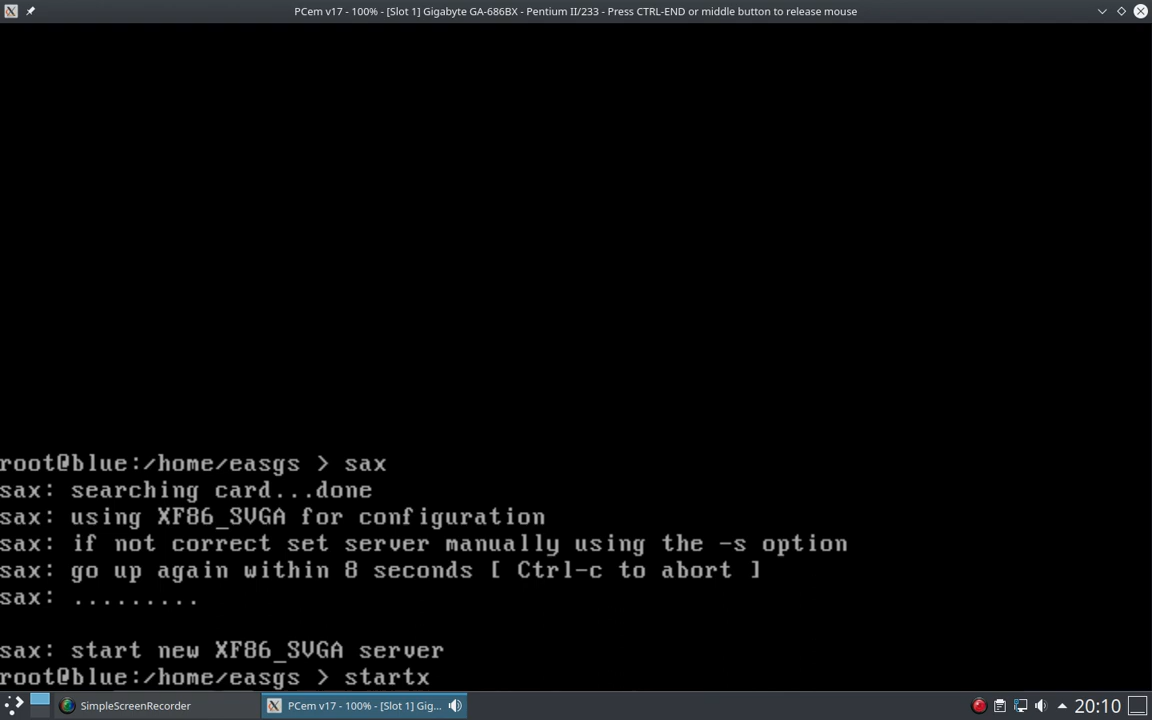 PCem v17 - 100% - [Slot 1] Gigabyte GA-686BX - Pentium II/233 - Press CTRL-END or middle button to release mouse
root@blue:/home/easgs > sax
sax: searching card...done
sax: using XF86_SVGA for configuration
sax: if not correct set server manually using the -s option
sax: go up again within 8 seconds [ Ctrl-c to abort ]
sax: .........
sax: start new XF86_SVGA server
root@blue:/home/easgs > startx
SimpleScreenRecorder
PCem v17 - 100% - [Slot 1] Gig...
20:10